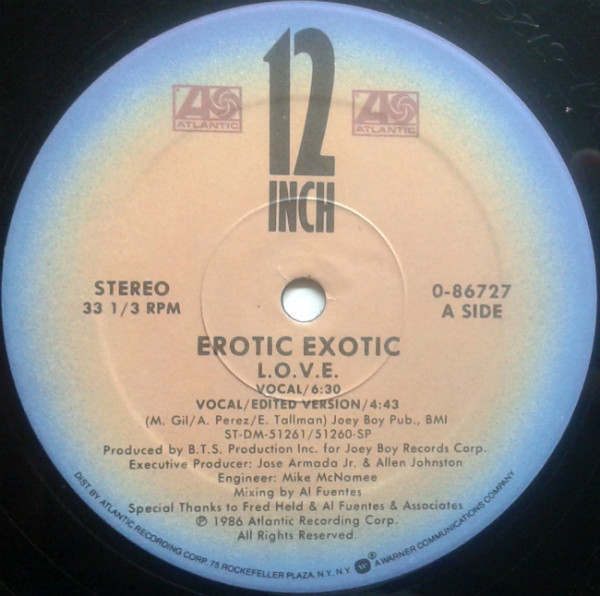 12
INCH
ATLANTIC
ATLANTIC
STEREO
33 1/3 RPM
0-86727
A SIDE
EROTIC EXOTIC
L.O.V.E.
VOCAL/6:30
VOCAL/EDITED VERSION/4:43
(M. Gil/A. Perez/E. Tallman) Joey Boy Pub., BMI
ST-DM-51261/51260-SP
Produced by B.T.S. Production Inc. for Joey Boy Records Corp.
Executive Producer: Jose Armada Jr. & Allen Johnston
Engineer: Mike McNamee
Mixing by Al Fuentes
Special Thanks to Fred Held & Al Fuentes & Associates
℗ 1986 Atlantic Recording Corp.
All Rights Reserved.
DIST. BY ATLANTIC RECORDING CORP. 75 ROCKEFELLER PLAZA, N.Y. N.Y. ® A WARNER COMMUNICATIONS COMPANY